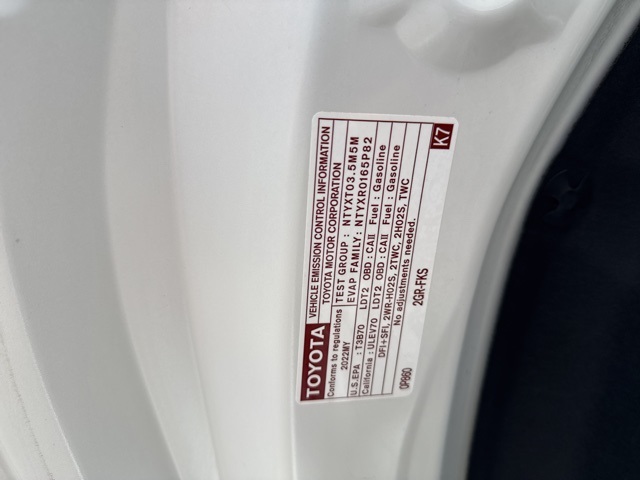 TOYOTA
VEHICLE EMISSION CONTROL INFORMATION
TOYOTA MOTOR CORPORATION
K7
Conforms to regulations
2022MY
TEST GROUP : NTYXT03.5M5M
EVAP FAMILY: NTYXR0165P82
U.S.EPA : T3B70 LDT2 OBD : CAII Fuel : Gasoline
California : ULEV70 LDT2 OBD : CAII Fuel : Gasoline
DFI+SFI, 2WR-HO2S, 2TWC, 2HO2S, TWC
No adjustments needed.
0P860
2GR-FKS